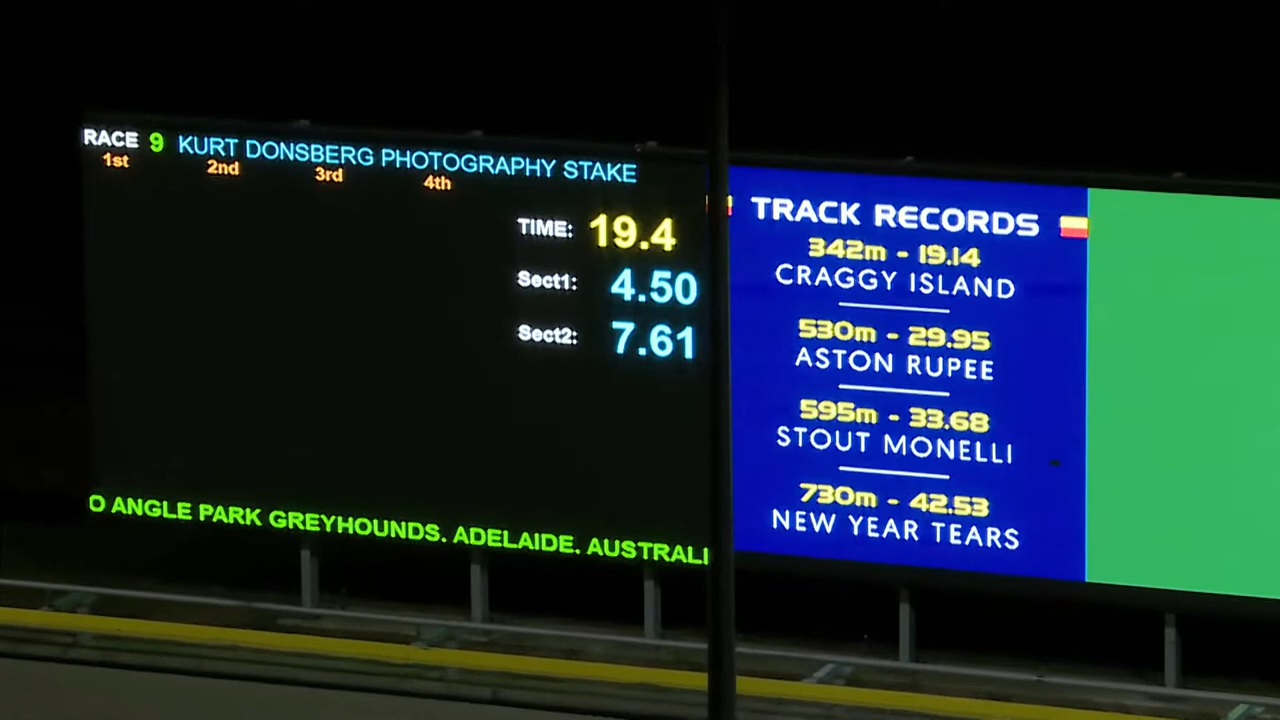 RACE 9 KURT DONSBERG PHOTOGRAPHY STAKE
1st 2nd 3rd 4th
TIME: 19.4
Sect1: 4.50
Sect2: 7.61
O ANGLE PARK GREYHOUNDS. ADELAIDE. AUSTRALI
TRACK RECORDS
342m - 19.14
CRAGGY ISLAND
530m - 29.95
ASTON RUPEE
595m - 33.68
STOUT MONELLI
730m - 42.53
NEW YEAR TEARS